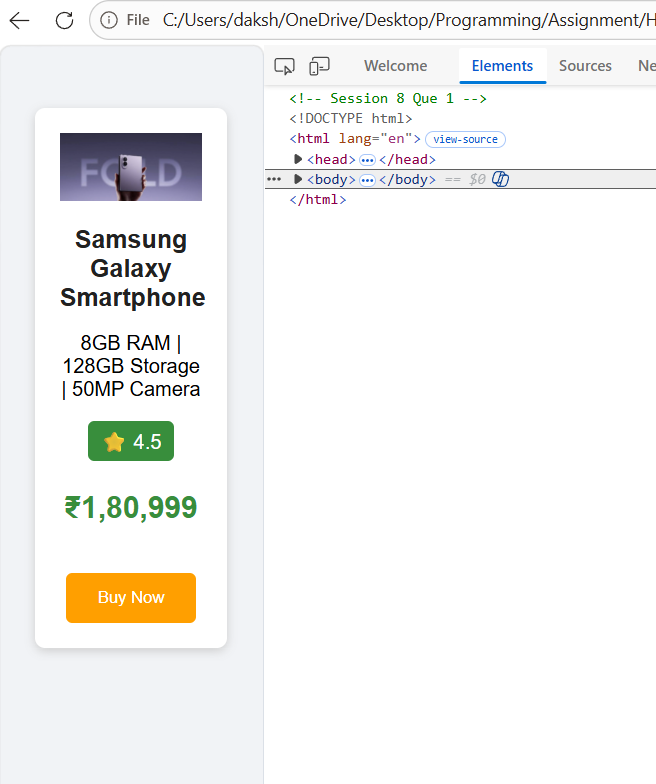 File C:/Users/daksh/OneDrive/Desktop/Programming/Assignment/H
Welcome Elements Sources Ne
<!-- Session 8 Que 1 -->
<!DOCTYPE html>
<html lang="en"> view-source
<head> ••• </head>
••• <body> ••• </body> == $0
</html>
FOLD
Samsung
Galaxy
Smartphone
8GB RAM |
128GB Storage
| 50MP Camera
⭐ 4.5
₹1,80,999
Buy Now